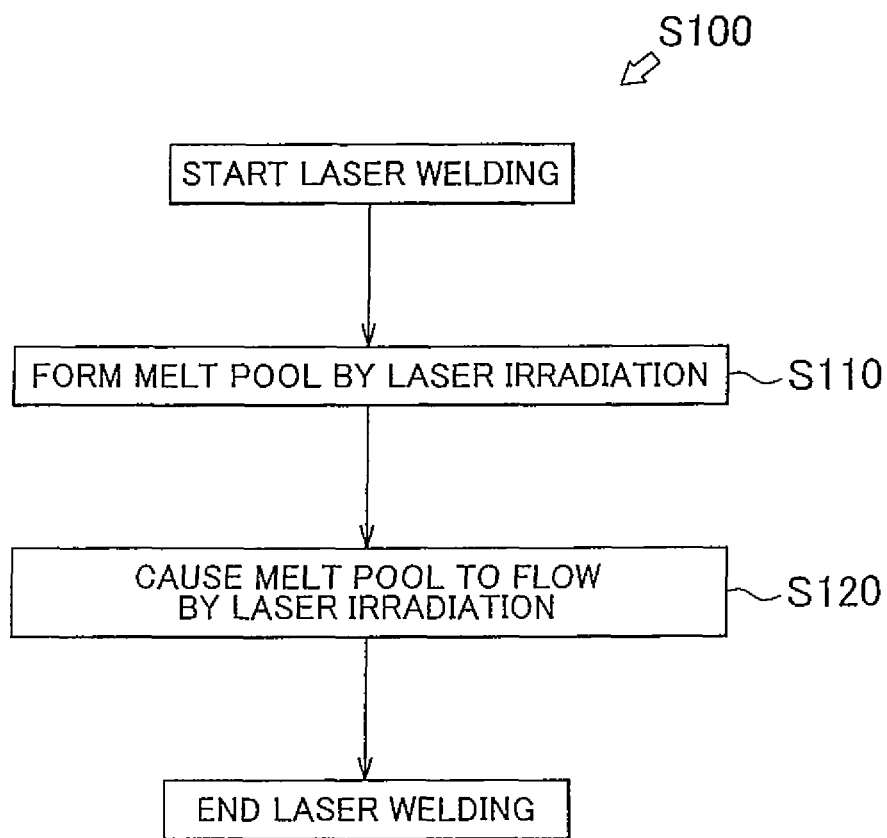 S100
START LASER WELDING
FORM MELT POOL BY LASER IRRADIATION
S110
CAUSE MELT POOL TO FLOW
BY LASER IRRADIATION
S120
END LASER WELDING